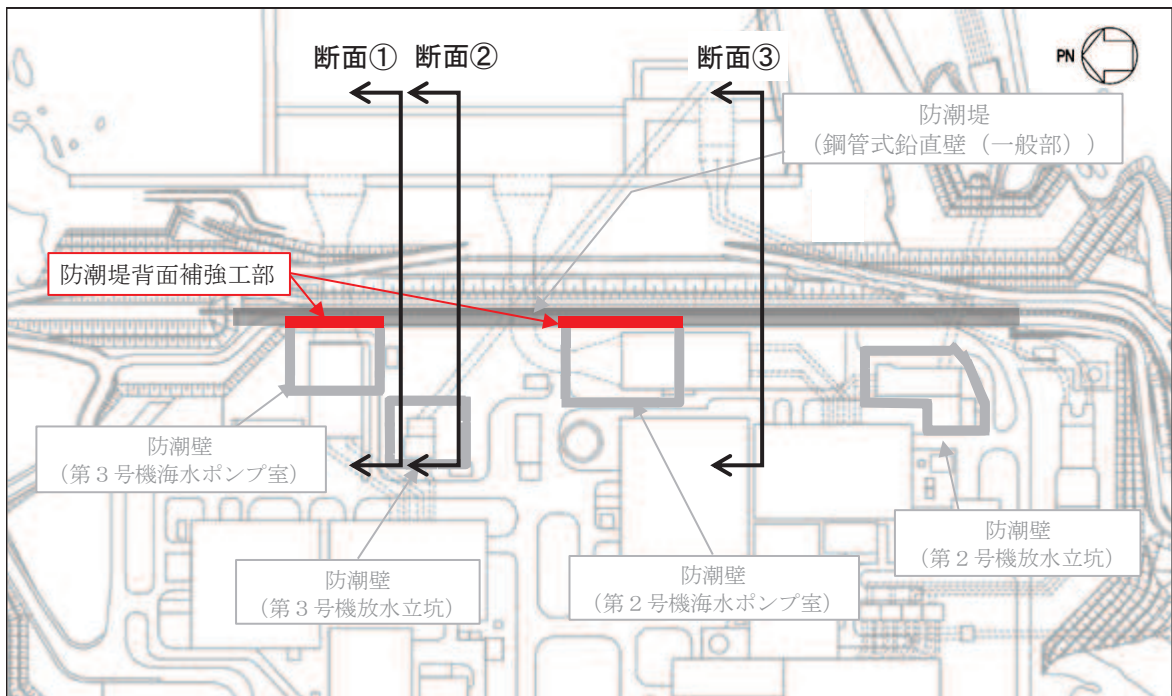 断面①
断面②
断面③
PN
防潮堤
（鋼管式鉛直壁（一般部））
防潮堤背面補強工部
防潮壁
（第３号機海水ポンプ室）
防潮壁
（第３号機放水立坑）
防潮壁
（第２号機海水ポンプ室）
防潮壁
（第２号機放水立坑）